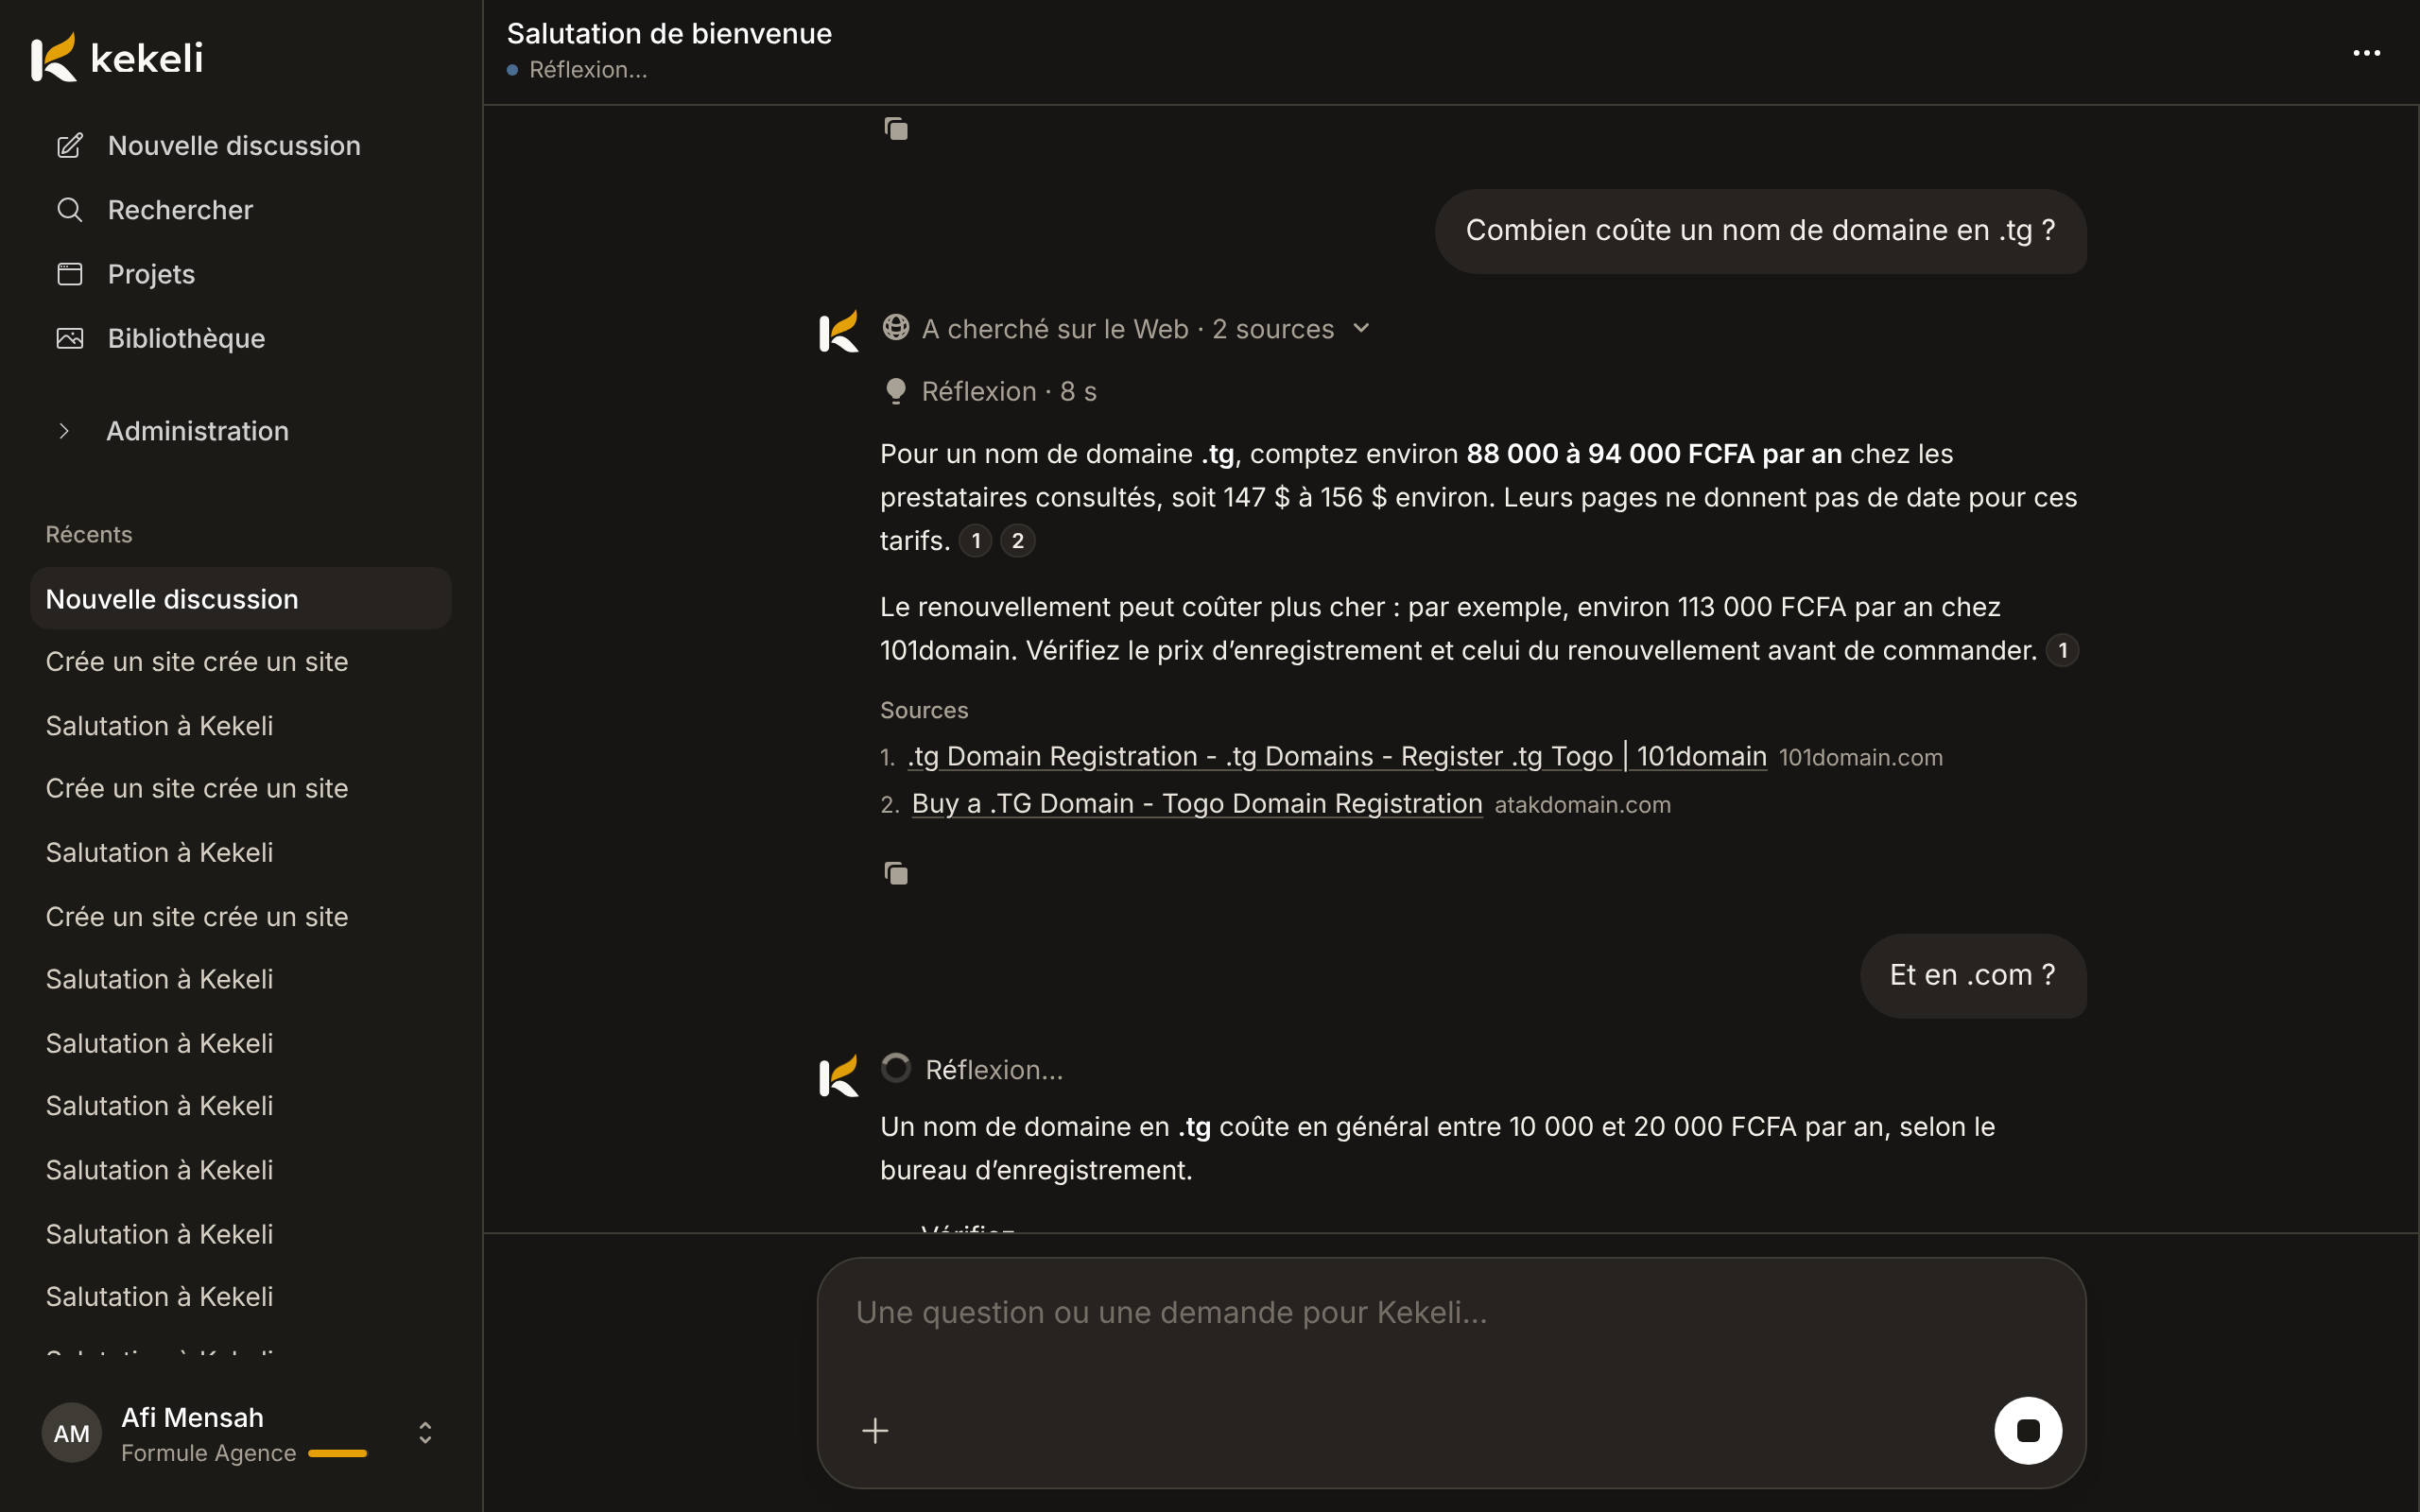 kekeli
Nouvelle discussion
Rechercher
Projets
Bibliothèque
Administration
Récents
Nouvelle discussion
Crée un site crée un site
Salutation à Kekeli
Crée un site crée un site
Salutation à Kekeli
Crée un site crée un site
Salutation à Kekeli
Salutation à Kekeli
Salutation à Kekeli
Salutation à Kekeli
Salutation à Kekeli
Salutation à Kekeli
AM
Afi Mensah
Formule Agence
Salutation de bienvenue
Réflexion...
Combien coûte un nom de domaine en .tg ?
A cherché sur le Web · 2 sources
Réflexion · 8 s
Pour un nom de domaine .tg, comptez environ 88 000 à 94 000 FCFA par an chez les
prestataires consultés, soit 147 $ à 156 $ environ. Leurs pages ne donnent pas de date pour ces
tarifs. 1 2
Le renouvellement peut coûter plus cher : par exemple, environ 113 000 FCFA par an chez
101domain. Vérifiez le prix d’enregistrement et celui du renouvellement avant de commander. 1
Sources
1. .tg Domain Registration - .tg Domains - Register .tg Togo | 101domain 101domain.com
2. Buy a .TG Domain - Togo Domain Registration atakdomain.com
Et en .com ?
Réflexion...
Un nom de domaine en .tg coûte en général entre 10 000 et 20 000 FCFA par an, selon le
bureau d’enregistrement.
Une question ou une demande pour Kekeli...